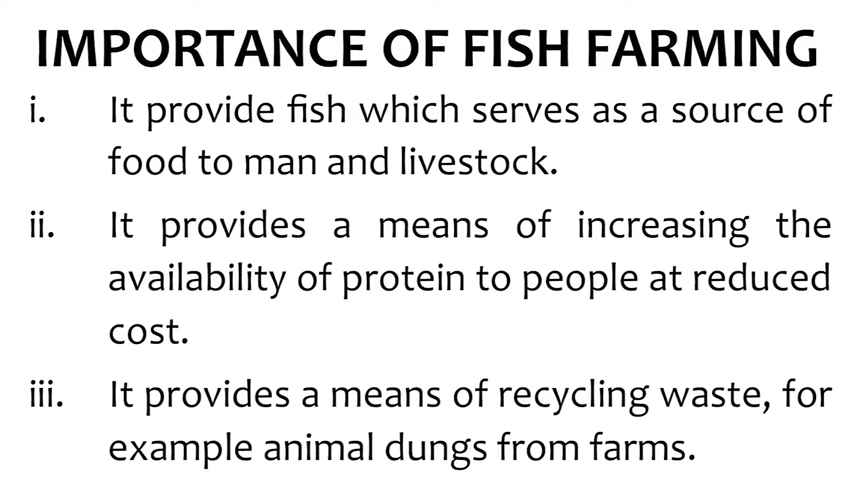 IMPORTANCE OF FISH FARMING
i. It provide fish which serves as a source of
food to man and livestock.
ii. It provides a means of increasing the
availability of protein to people at reduced
cost.
iii. It provides a means of recycling waste, for
example animal dungs from farms.